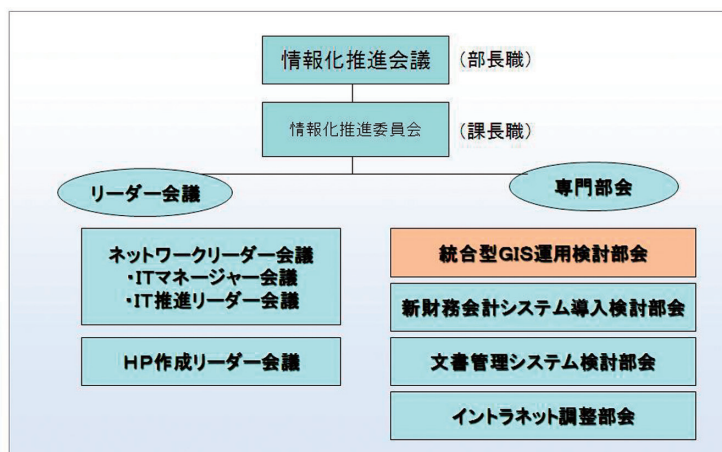 情報化推進会議 （部長職）
情報化推進委員会 （課長職）
リーダー会議
専門部会
ネットワークリーダー会議
・ITマネージャー会議
・IT推進リーダー会議
HP作成リーダー会議
統合型GIS運用検討部会
新財務会計システム導入検討部会
文書管理システム検討部会
イントラネット調整部会